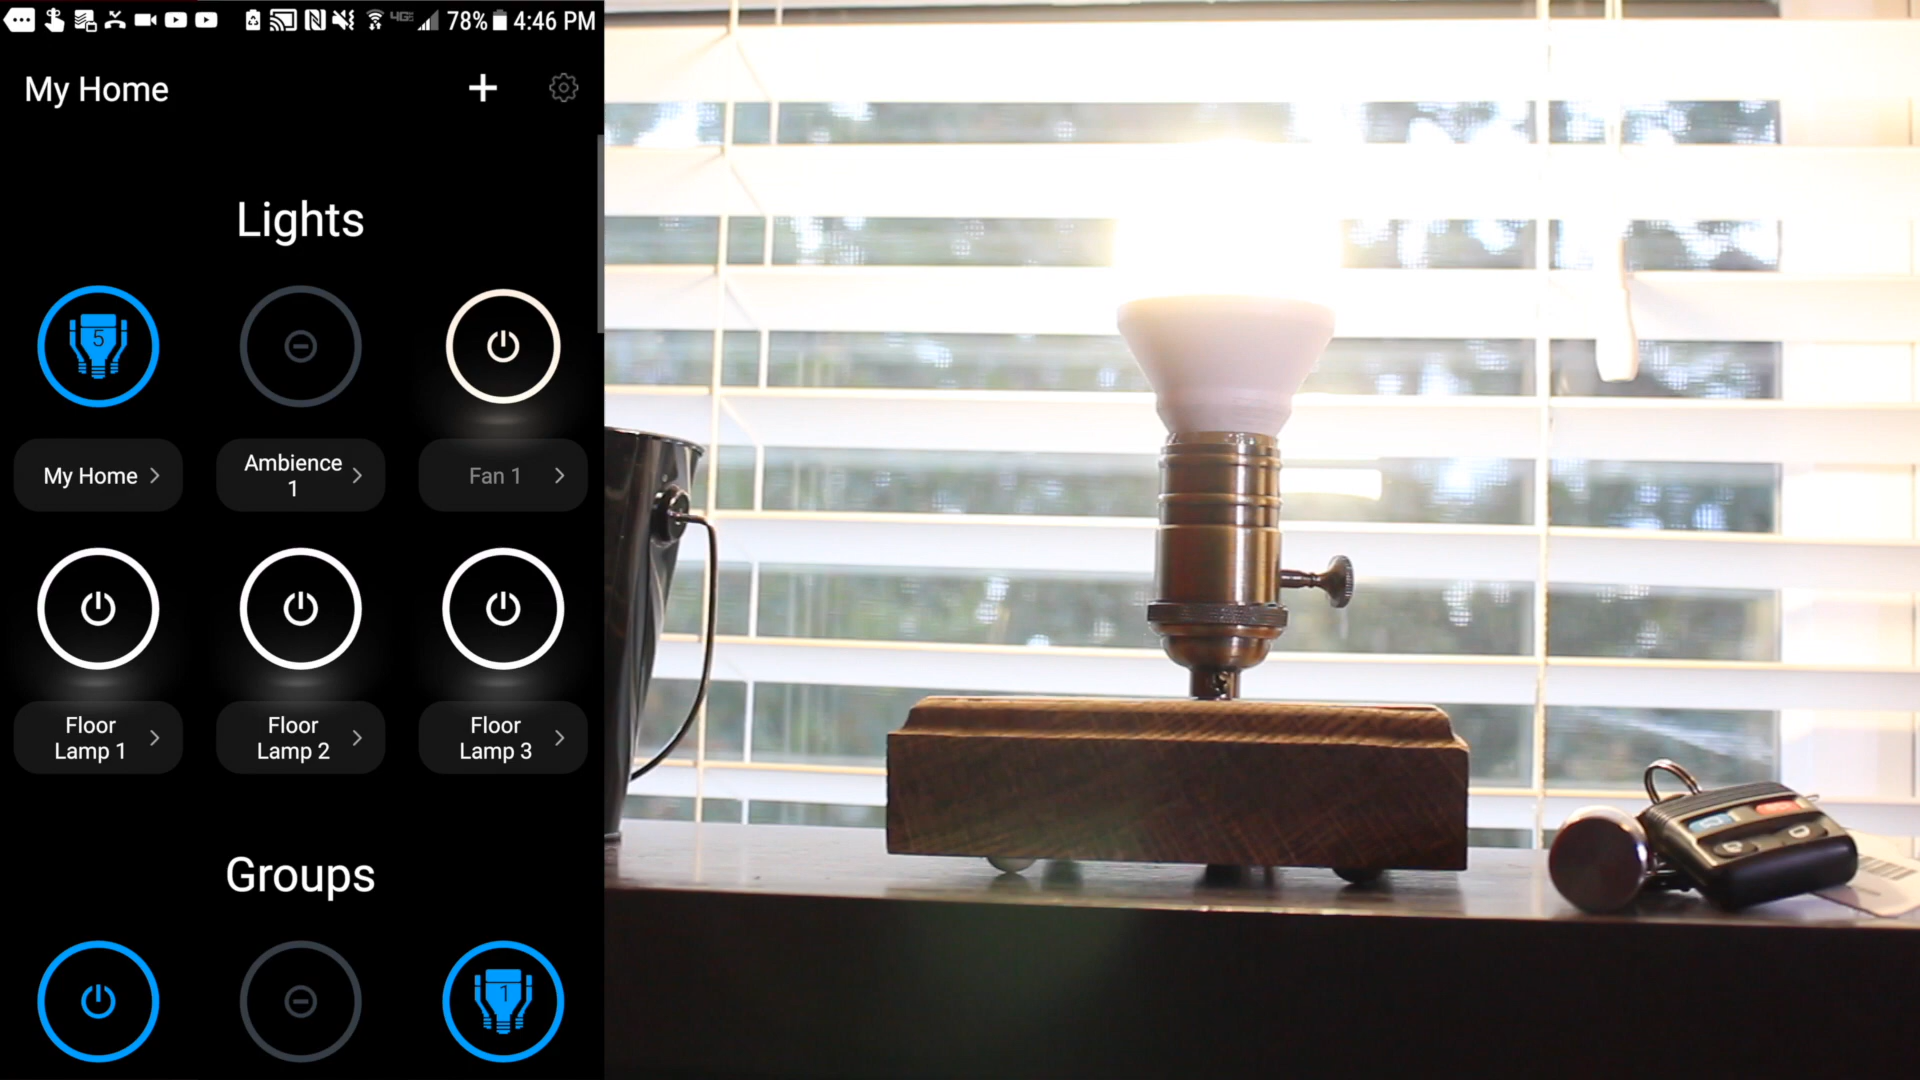 4G
78%
4:46 PM
My Home
Lights
5
My Home
Ambience
1
Fan 1
Floor
Lamp 1
Floor
Lamp 2
Floor
Lamp 3
Groups
1